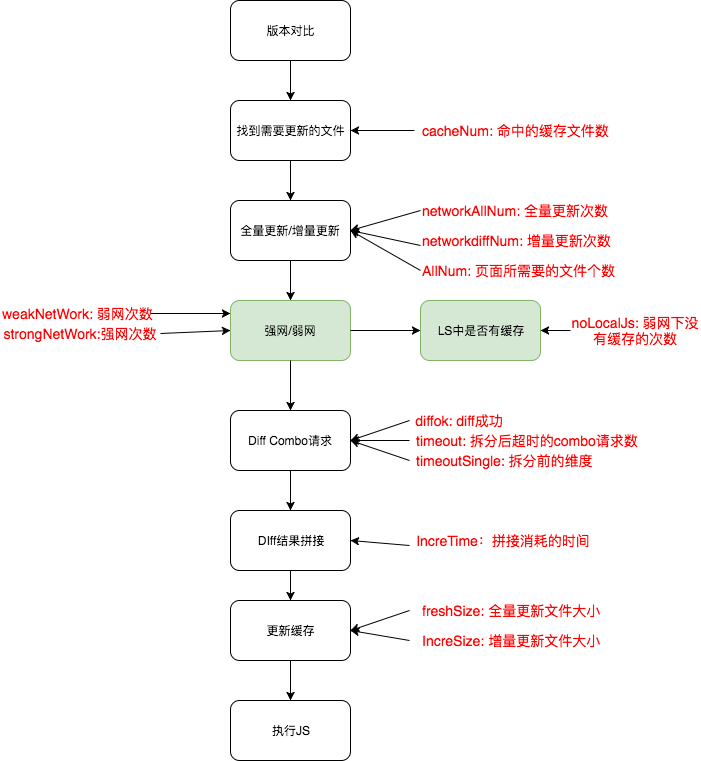 版本对比
找到需要更新的文件
cacheNum: 命中的缓存文件数
全量更新/增量更新
networkAllNum: 全量更新次数
networkdiffNum: 增量更新次数
AllNum: 页面所需要的文件个数
weakNetWork: 弱网次数
strongNetWork:强网次数
强网/弱网
LS中是否有缓存
noLocalJs: 弱网下没
有缓存的次数
Diff Combo请求
diffok: diff成功
timeout: 拆分后超时的combo请求数
timeoutSingle: 拆分前的维度
DIff结果拼接
IncreTime：拼接消耗的时间
更新缓存
freshSize: 全量更新文件大小
IncreSize: 增量更新文件大小
执行JS